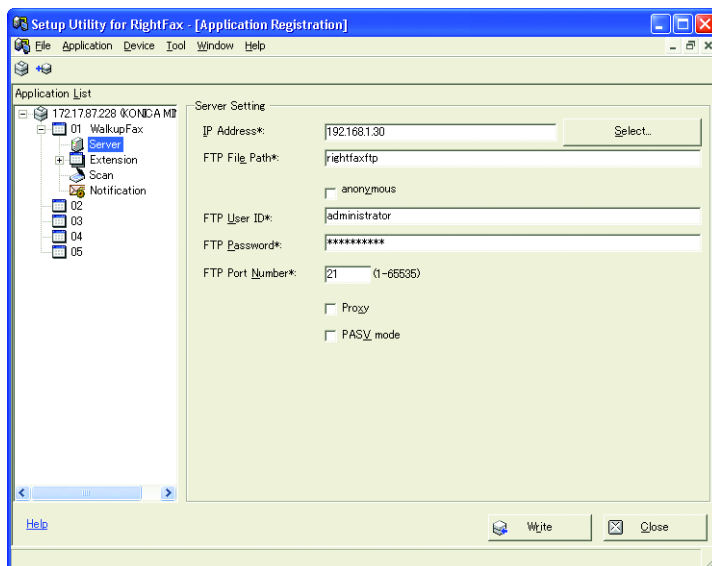 Setup Utility for RightFax - [Application Registration]
File Application Device Tool Window Help
Application List
172.17.87.228 (KONICA MI
01 WalkupFax
Server
Extension
Scan
Notification
02
03
04
05
Server Setting
IP Address*: 192.168.1.30 Select...
FTP File Path*: rightfaxftp
anonymous
FTP User ID*: administrator
FTP Password*: **********
FTP Port Number*: 21 (1-65535)
Proxy
PASV mode
Help
Write Close